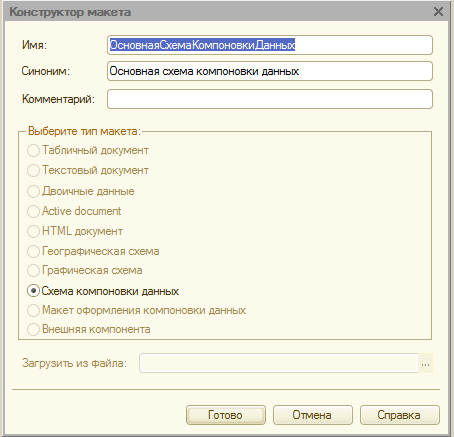 Конструктор макета
Имя: ОсновнаяСхемаКомпоновкиДанных
Синоним: Основная схема компоновки данных
Комментарий:
Выберите тип макета:
Табличный документ
Текстовый документ
Двоичные данные
Active document
HTML документ
Географическая схема
Графическая схема
Схема компоновки данных
Макет оформления компоновки данных
Внешняя компонента
Загрузить из файла: ...
Готово Отмена Справка